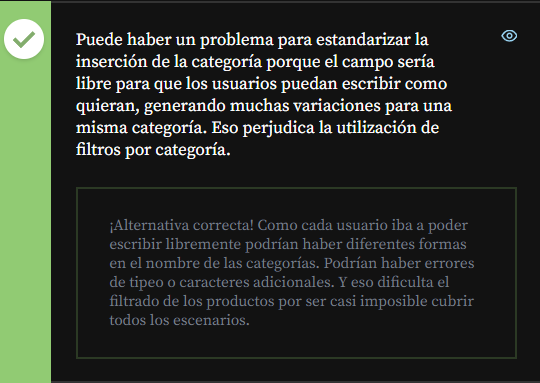 Puede haber un problema para estandarizar la
inserción de la categoría porque el campo sería
libre para que los usuarios puedan escribir como
quieran, generando muchas variaciones para una
misma categoría. Eso perjudica la utilización de
filtros por categoría.
¡Alternativa correcta! Como cada usuario iba a poder
escribir libremente podrían haber diferentes formas
en el nombre de las categorías. Podrían haber errores
de tipeo o caracteres adicionales. Y eso dificulta el
filtrado de los productos por ser casi imposible cubrir
todos los escenarios.